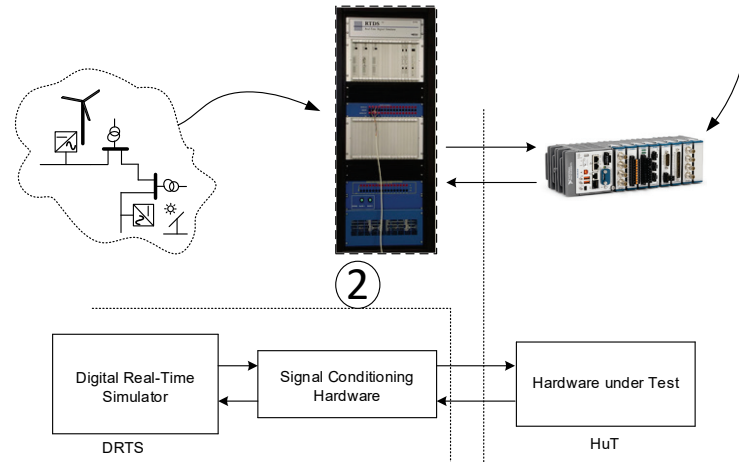 RTDS
2
Digital Real-Time
Simulator
Signal Conditioning
Hardware
Hardware under Test
DRTS
HuT